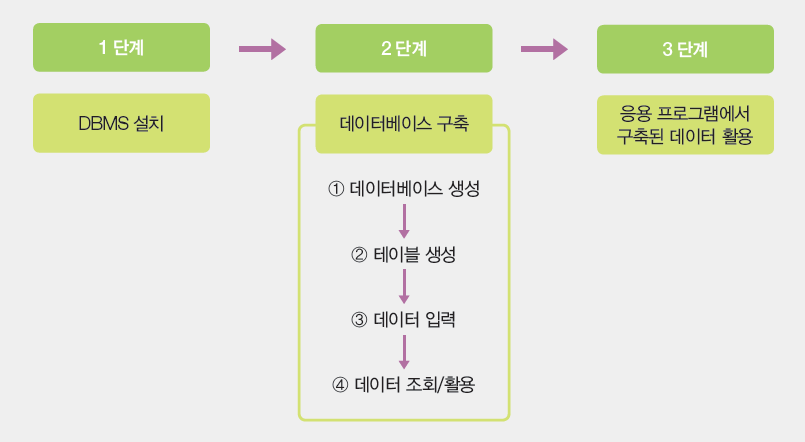 1 단계
2 단계
3 단계
DBMS 설치
데이터베이스 구축
응용 프로그램에서
구축된 데이터 활용
① 데이터베이스 생성
② 테이블 생성
③ 데이터 입력
④ 데이터 조회/활용